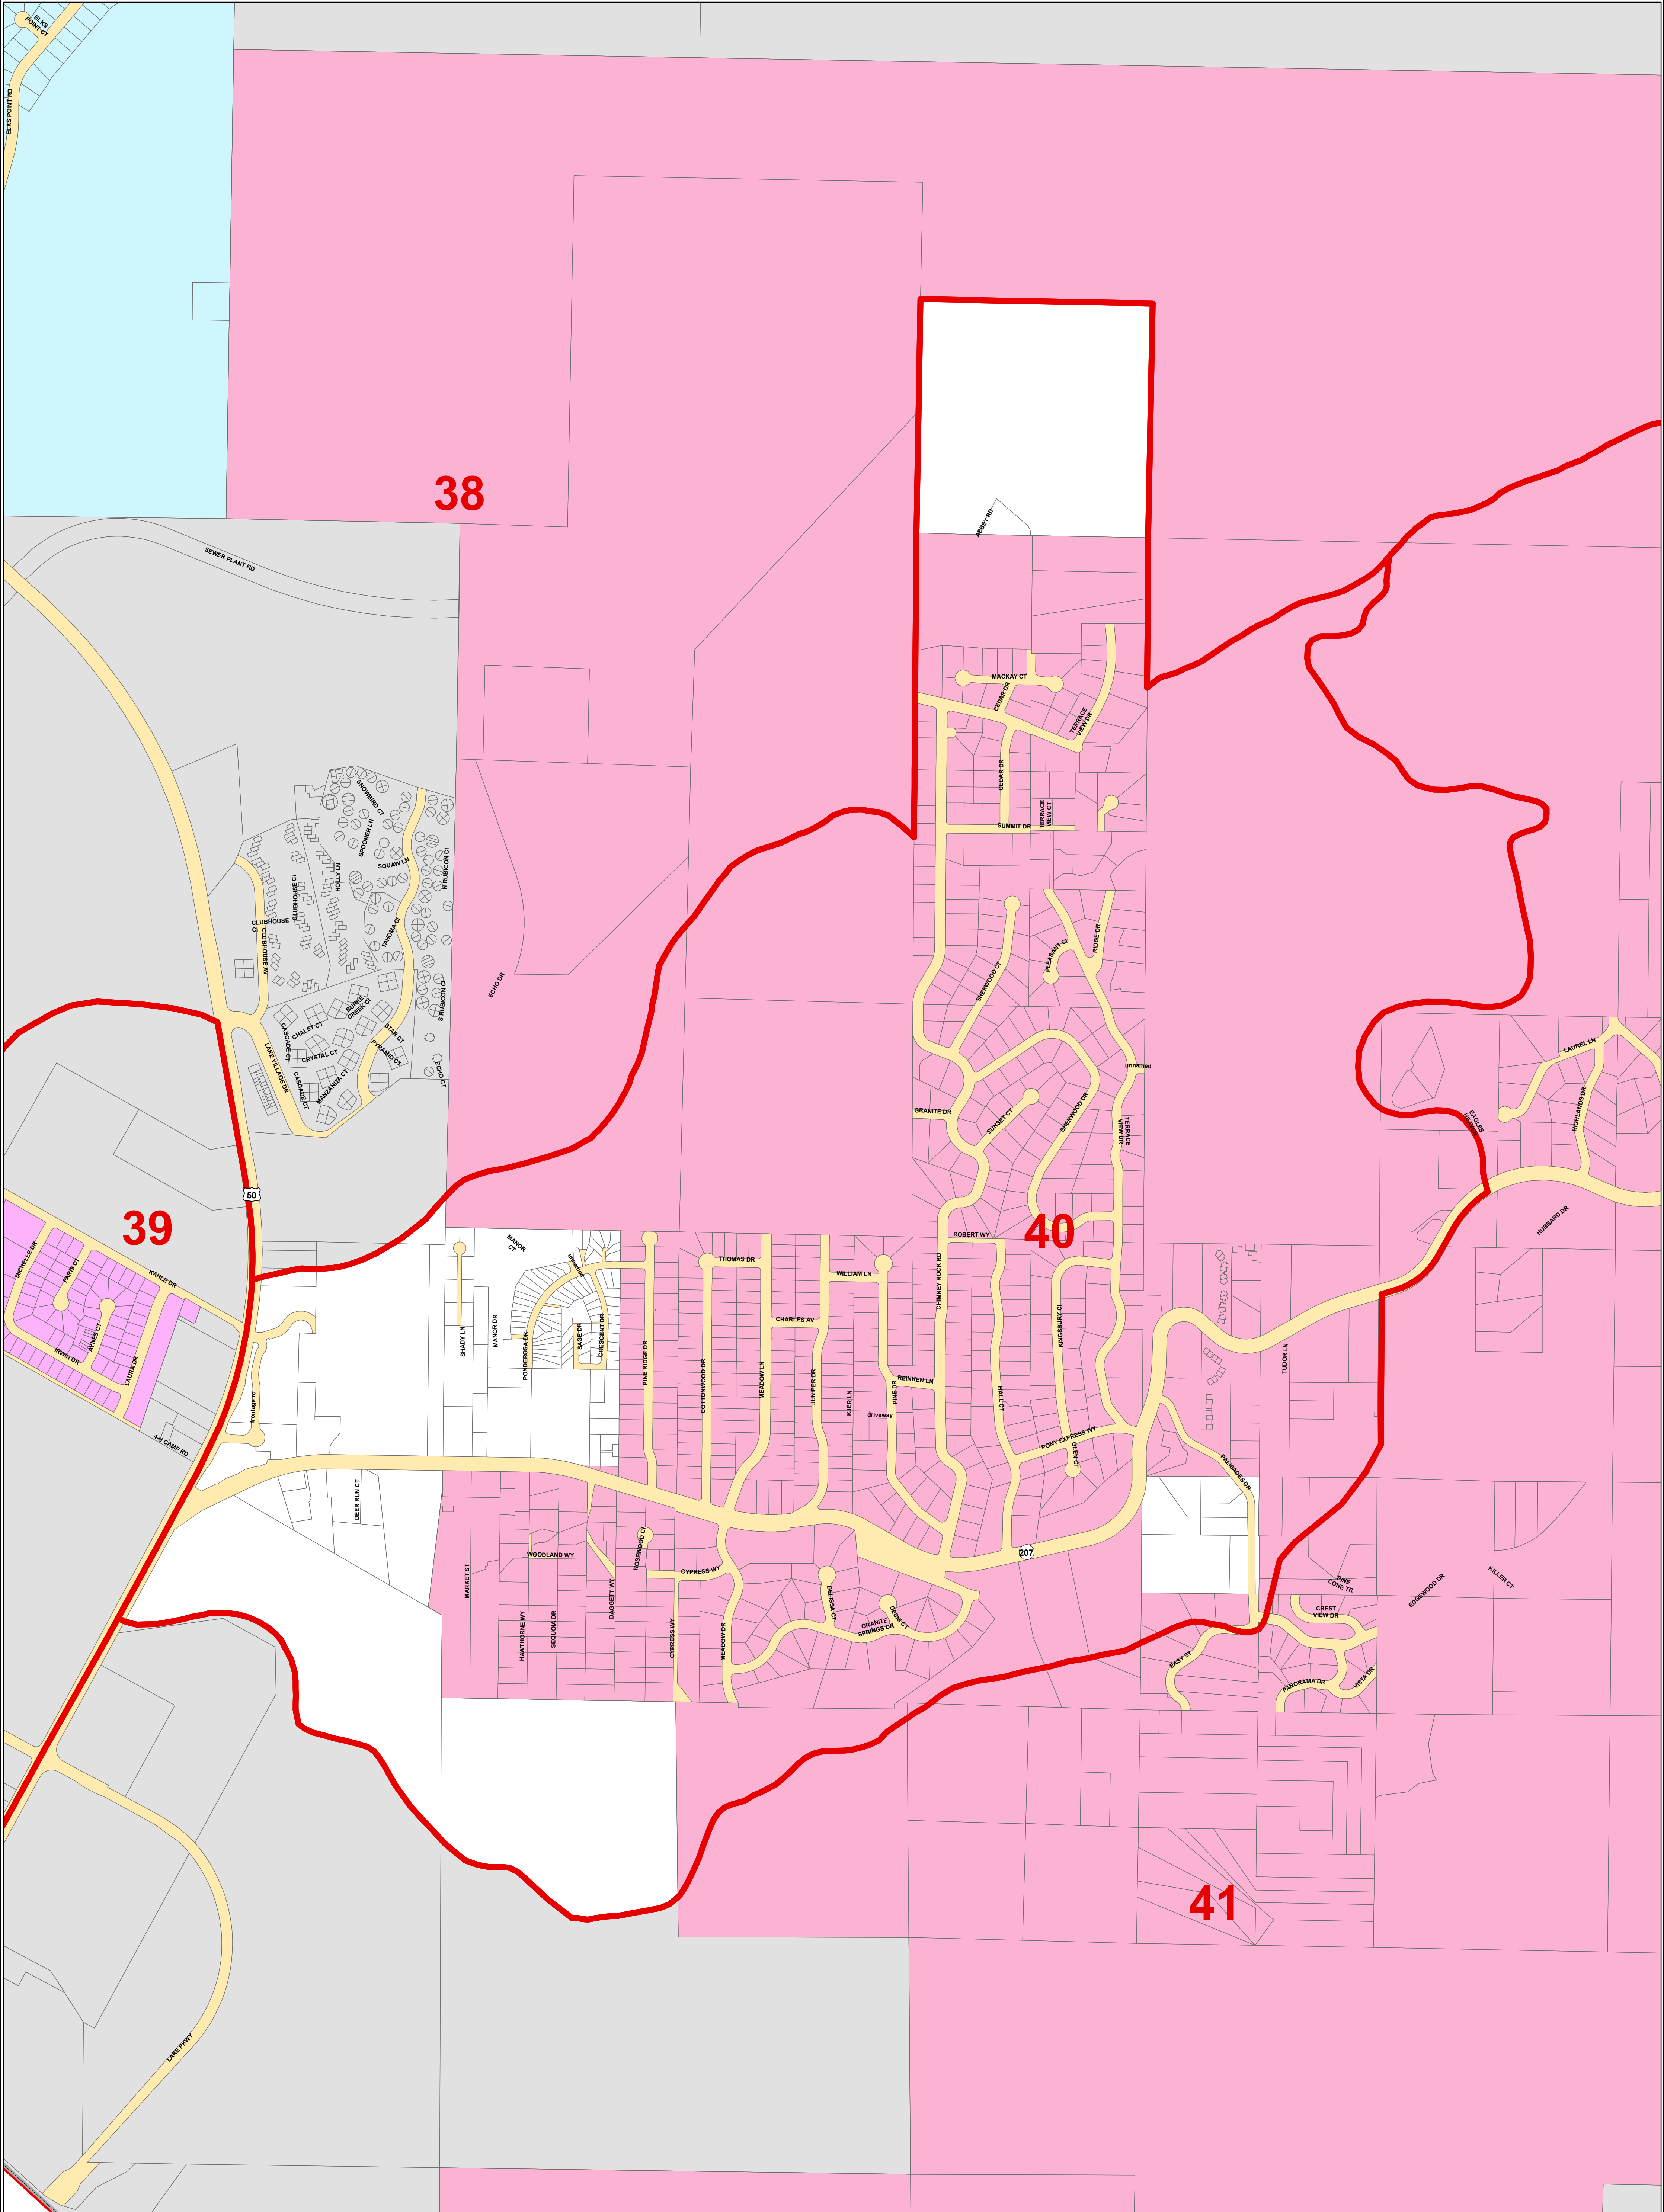 ELKS
POINT CT
ELKS POINT RD
38
SEWER PLANT RD
ABBEY RD
MACKAY CT
CEDAR DR
TERRACE
VIEW DR
CEDAR DR
TERRACE
VIEW CT
SUMMIT DR
SNOWBIRD CT
SPOONER LN
SQUAW LN
N RUBICON CI
HOLLY LN
CLUBHOUSE CI
CLUBHOUSE
CI
CLUBHOUSE AV
TAHOMA CI
ECHO DR
S RUBICON CI
BURKE
CREEK CI
CHALET CT
CASCADE CT
STAR CT
CRYSTAL CT
PYRAMID CT
LAKE VILLAGE DR
CASCADE CT
MANZANITA CT
ECHO CT
SHERWOOD CT
PLEASANT CI
RIDGE DR
unnamed
LAUREL LN
HIGHLANDS DR
EAGLES
GRANITE DR
SUNSET CT
SHERWOOD DR
TERRACE
VIEW DR
50
39
40
HUBBARD DR
MICHELLE DR
FARIS CT
KAHLE DR
AYNES CT
IRWIN DR
LAURA DR
4-H CAMP RD
frontage rd
MANOR
CT
unnamed
SHADY LN
MANOR DR
PONDEROSA DR
SAGE DR
CRESCENT DR
PINE RIDGE DR
COTTONWOOD DR
THOMAS DR
MEADOW LN
CHARLES AV
JUNIPER DR
WILLIAM LN
KJER LN
PINE DR
driveway
REINKEN LN
CHIMNEY ROCK RD
ROBERT WY
HALL CT
KINGSBURY CI
PONY EXPRESS WY
GLEN CT
TUDOR LN
PALISADES DR
DEER RUN CT
MARKET ST
WOODLAND WY
HAWTHORNE WY
SEQUOIA DR
DAGGETT WY
ROSEWOOD CI
CYPRESS WY
CYPRESS WY
MEADOW DR
DELISSA CT
DESNI CT
GRANITE
SPRINGS DR
207
PINE
CONE TR
CREST
VIEW DR
EDGEWOOD DR
KILLER CT
EASY ST
PANORAMA DR
VISTA DR
41
LAKE PKWY